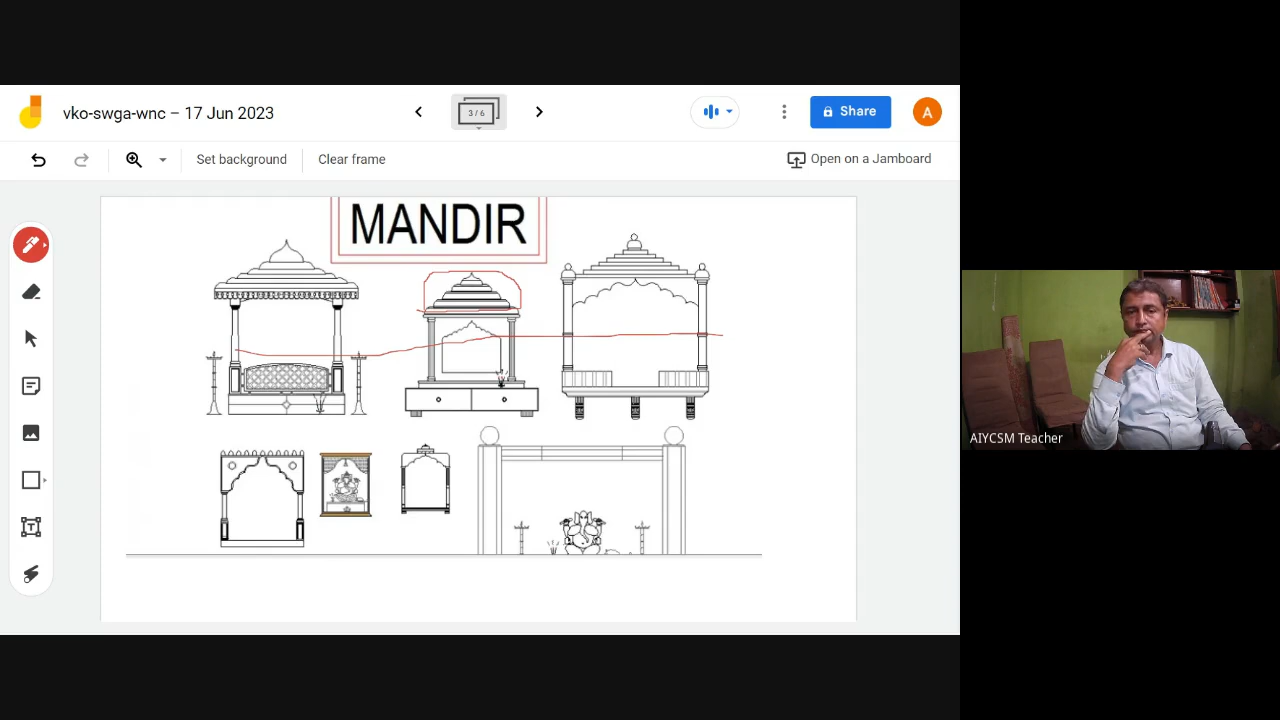 vko-swga-wnc – 17 Jun 2023
3 / 6
Share
A
Set background
Clear frame
Open on a Jamboard
MANDIR
AIYCSM Teacher